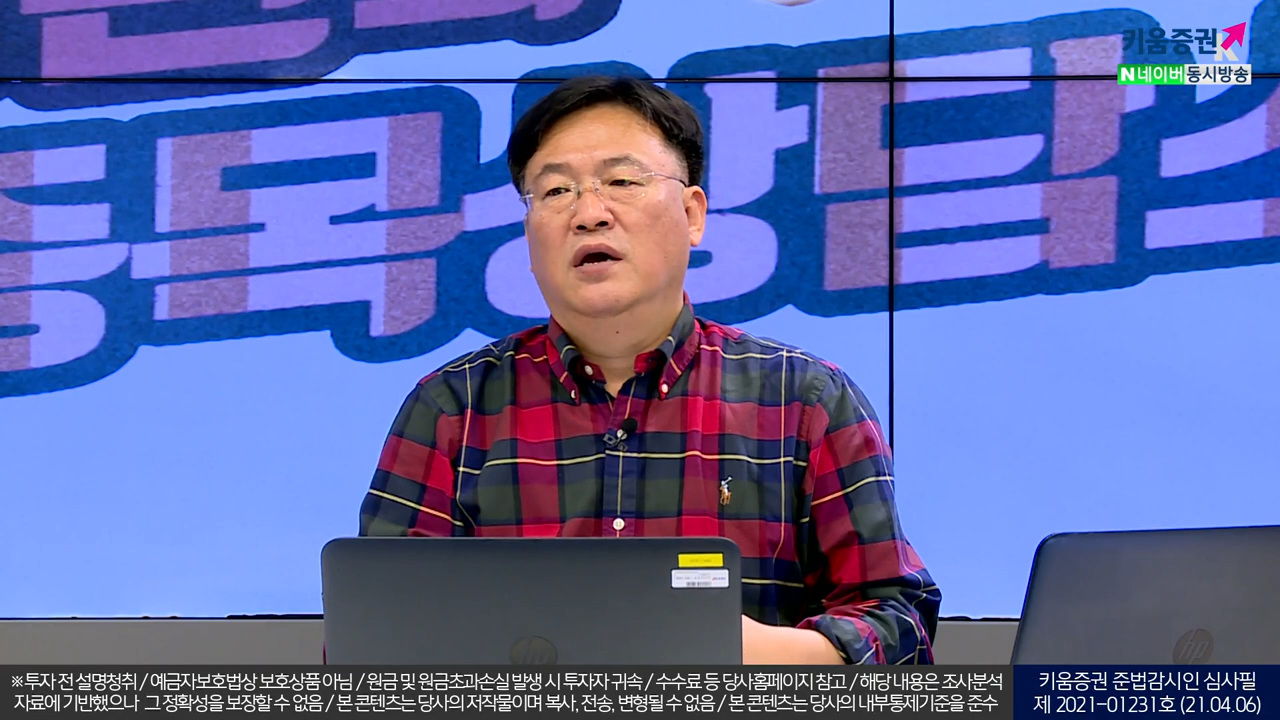 키움증권
N 네이버 동시방송
종목상담소
hp
hp
※ 투자 전 설명청취 / 예금자보호법상 보호상품 아님 / 원금 및 원금초과손실 발생 시 투자자 귀속 / 수수료 등 당사홈페이지 참고 / 해당 내용은 조사분석
자료에 기반했으나 그 정확성을 보장할 수 없음 / 본 콘텐츠는 당사의 저작물이며 복사, 전송, 변형될 수 없음 / 본 콘텐츠는 당사의 내부통제기준을 준수
키움증권 준법감시인 심사필
제 2021-01231호 (21.04.06)